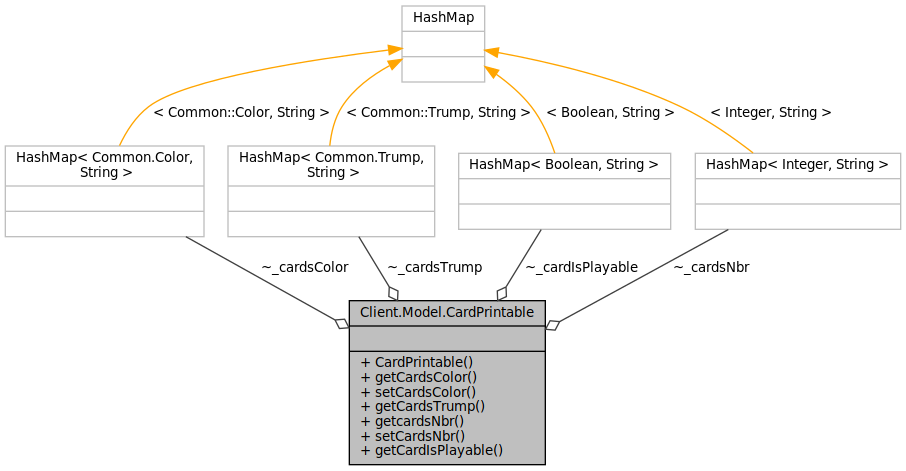 HashMap
< Common::Color, String >
< Common::Trump, String >
< Boolean, String >
< Integer, String >
HashMap< Common.Color,
String >
HashMap< Common.Trump,
String >
HashMap< Boolean, String >
HashMap< Integer, String >
~_cardsColor
~_cardsTrump
~_cardIsPlayable
~_cardsNbr
Client.Model.CardPrintable
+ CardPrintable()
+ getCardsColor()
+ setCardsColor()
+ getCardsTrump()
+ getcardsNbr()
+ setCardsNbr()
+ getCardIsPlayable()